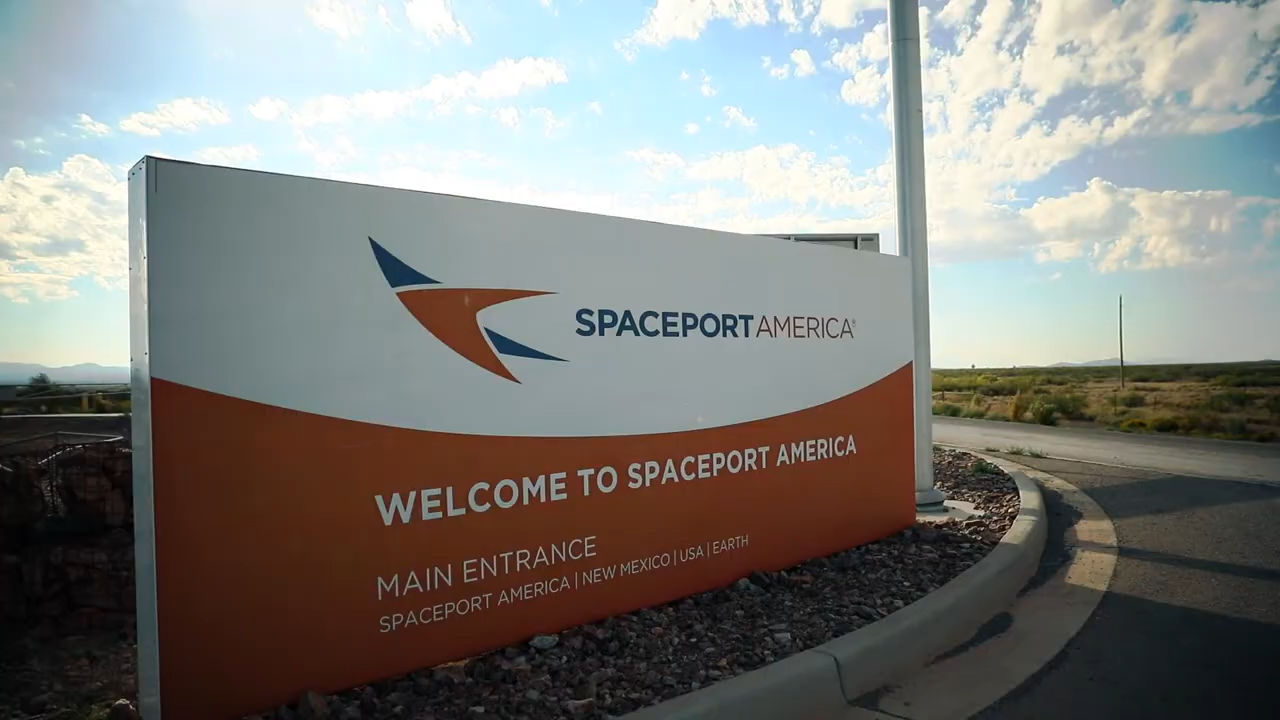 SPACEPORT AMERICA®
WELCOME TO SPACEPORT AMERICA
MAIN ENTRANCE
SPACEPORT AMERICA | NEW MEXICO | USA | EARTH